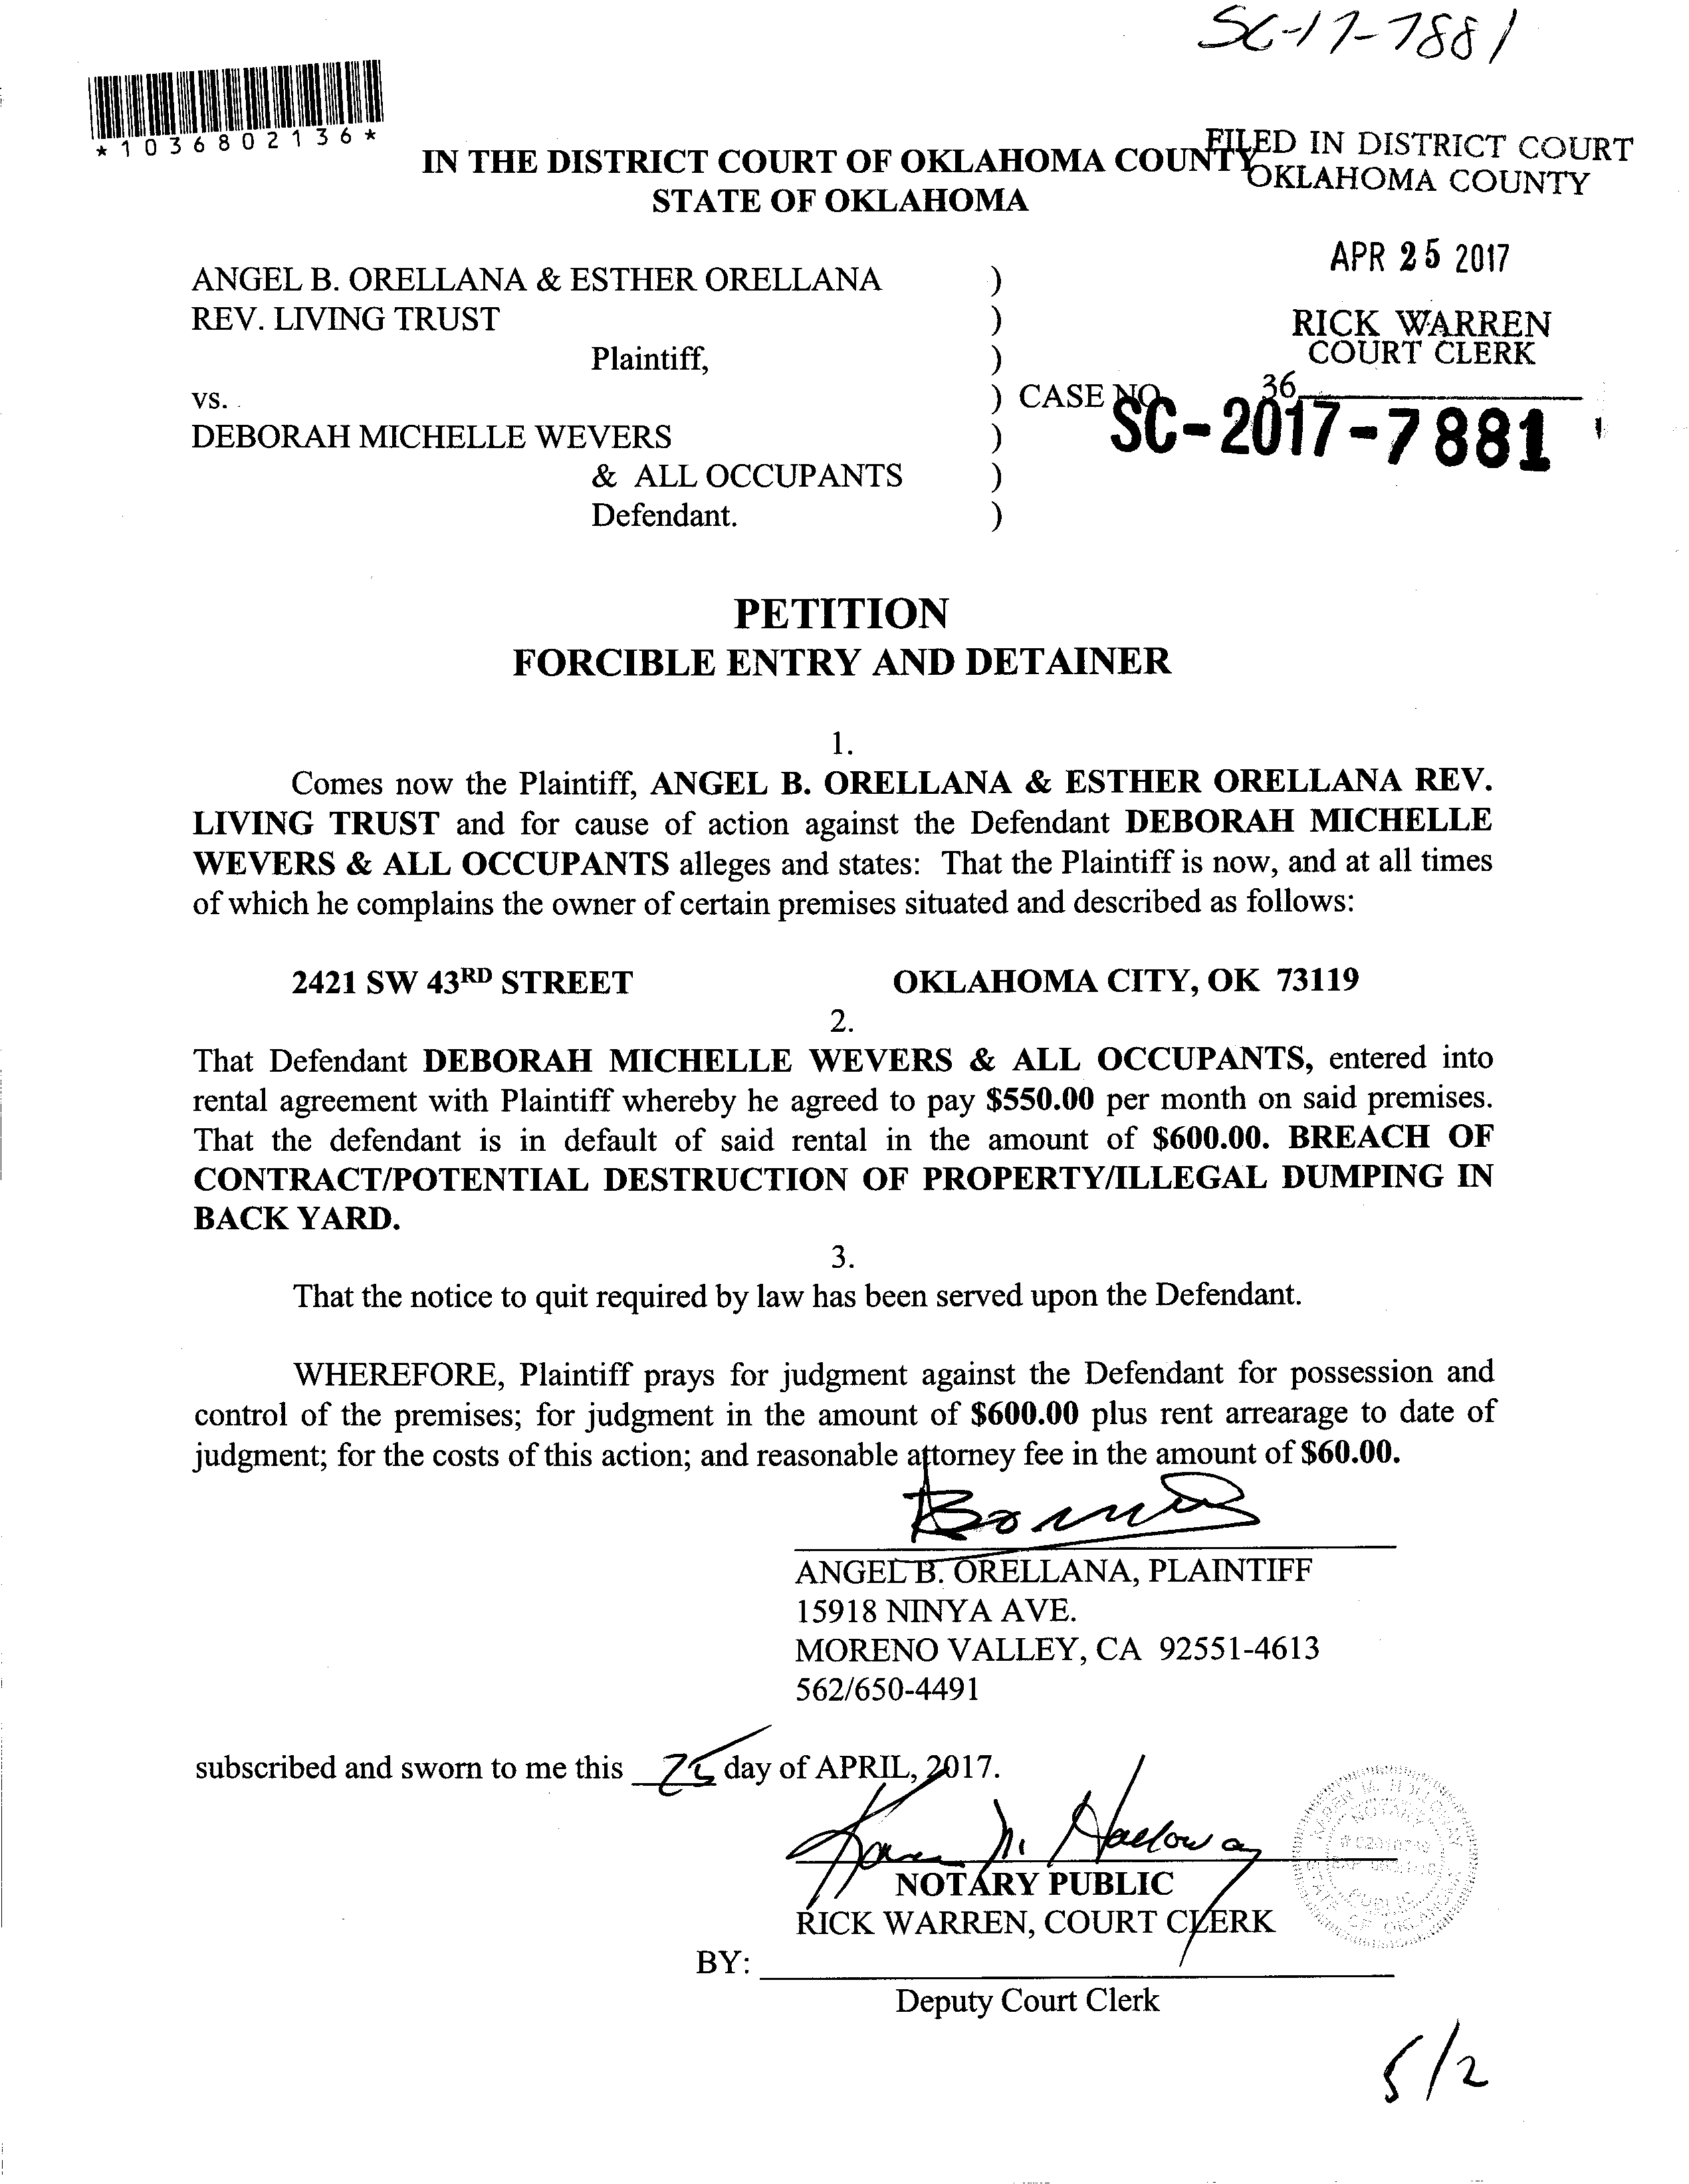 SC-17-7881
*1036802136*
IN THE DISTRICT COURT OF OKLAHOMA COUNTY
STATE OF OKLAHOMA
FILED IN DISTRICT COURT
OKLAHOMA COUNTY
APR 25 2017
RICK WARREN
COURT CLERK
36
ANGEL B. ORELLANA & ESTHER ORELLANA )
REV. LIVING TRUST )
Plaintiff, )
vs. ) CASE NO.
SC-2017-7881
DEBORAH MICHELLE WEVERS )
& ALL OCCUPANTS )
Defendant. )
PETITION
FORCIBLE ENTRY AND DETAINER
1.
Comes now the Plaintiff, ANGEL B. ORELLANA & ESTHER ORELLANA REV.
LIVING TRUST and for cause of action against the Defendant DEBORAH MICHELLE
WEVERS & ALL OCCUPANTS alleges and states: That the Plaintiff is now, and at all times
of which he complains the owner of certain premises situated and described as follows:
2421 SW 43RD STREET OKLAHOMA CITY, OK 73119
2.
That Defendant DEBORAH MICHELLE WEVERS & ALL OCCUPANTS, entered into
rental agreement with Plaintiff whereby he agreed to pay $550.00 per month on said premises.
That the defendant is in default of said rental in the amount of $600.00. BREACH OF
CONTRACT/POTENTIAL DESTRUCTION OF PROPERTY/ILLEGAL DUMPING IN
BACK YARD.
3.
That the notice to quit required by law has been served upon the Defendant.
WHEREFORE, Plaintiff prays for judgment against the Defendant for possession and
control of the premises; for judgment in the amount of $600.00 plus rent arrearage to date of
judgment; for the costs of this action; and reasonable attorney fee in the amount of $60.00.
ANGEL B. ORELLANA, PLAINTIFF
15918 NINYA AVE.
MORENO VALLEY, CA 92551-4613
562/650-4491
subscribed and sworn to me this 25 day of APRIL, 2017.
Karen M. Holloway
NOTARY PUBLIC
RICK WARREN, COURT CLERK
BY:
Deputy Court Clerk
KAREN M. HOLLOWAY
NOTARY
PUBLIC
STATE OF OKLAHOMA
5/2